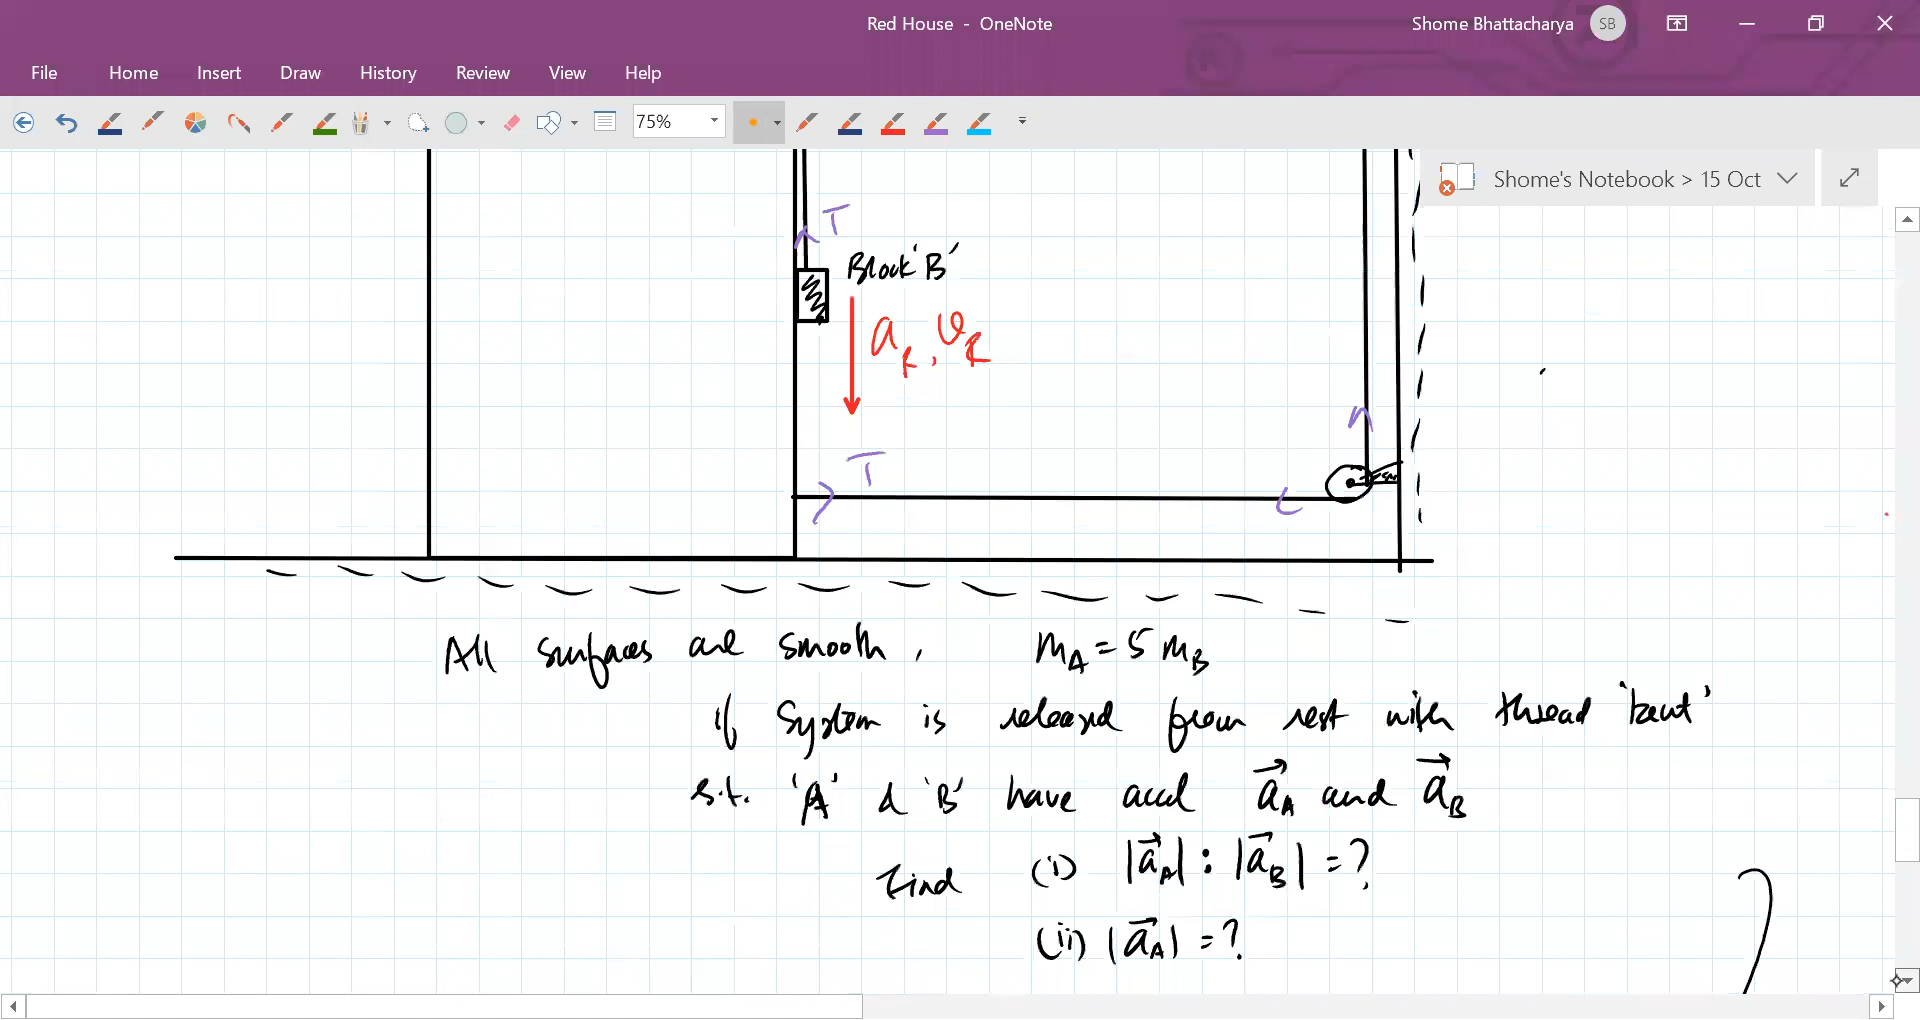 Red House - OneNote
Shome Bhattacharya
SB
File Home Insert Draw History Review View Help
75%
Shome's Notebook > 15 Oct
T
Block 'B'
a_R, v_R
T
All surfaces are smooth, m_A = 5 m_B
if system is released from rest with thread 'taut'
s.t. 'A' & 'B' have accl a⃗_A and a⃗_B
Find (i) |a⃗_A| : |a⃗_B| = ?
(ii) |a⃗_A| = ?